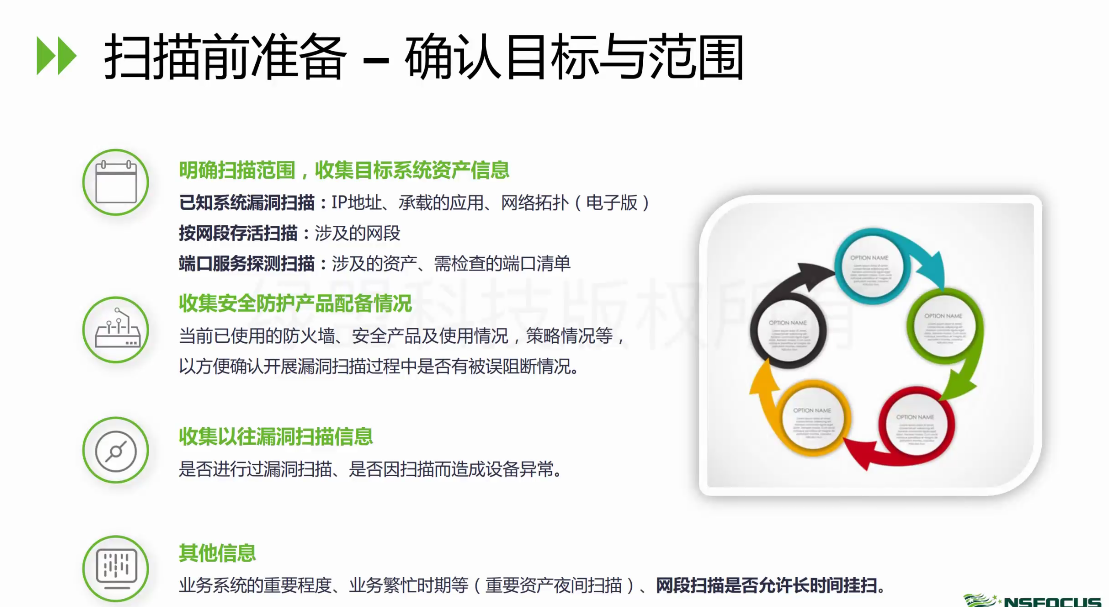 扫描前准备 – 确认目标与范围
明确扫描范围，收集目标系统资产信息
已知系统漏洞扫描：IP地址、承载的应用、网络拓扑（电子版）
按网段存活扫描：涉及的网段
端口服务探测扫描：涉及的资产、需检查的端口清单
收集安全防护产品配备情况
当前已使用的防火墙、安全产品及使用情况，策略情况等，
以方便确认开展漏洞扫描过程中是否有被误阻断情况。
收集以往漏洞扫描信息
是否进行过漏洞扫描、是否因扫描而造成设备异常。
其他信息
业务系统的重要程度、业务繁忙时期等（重要资产夜间扫描）、网段扫描是否允许长时间挂扫。
OPTION NAME
OPTION NAME
OPTION NAME
OPTION NAME
OPTION NAME
NSFOCUS